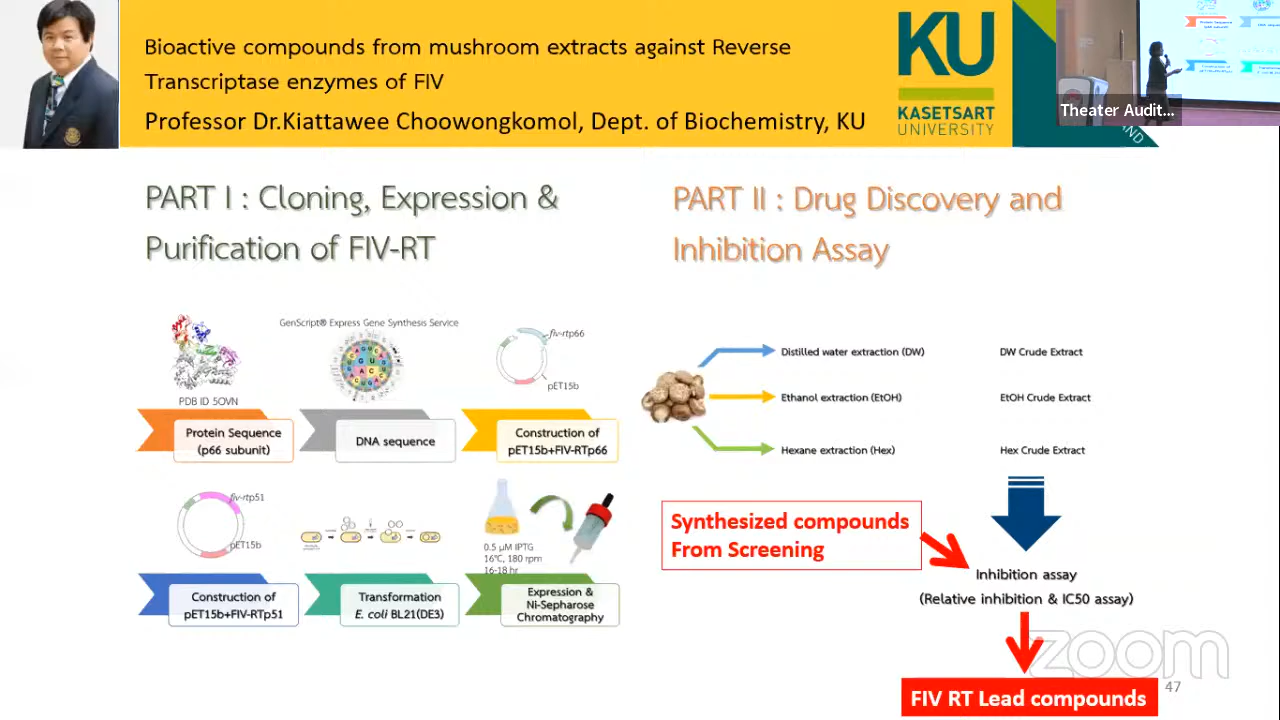 Bioactive compounds from mushroom extracts against Reverse
Transcriptase enzymes of FIV
Professor Dr.Kiattawee Choowongkomol, Dept. of Biochemistry, KU
KU
KASETSART
UNIVERSITY
AND
Theater Audit...
PART I : Cloning, Expression &
Purification of FIV-RT
GenScript® Express Gene Synthesis Service
fiv-rtp66
pET15b
PDB ID 5OVN
Protein Sequence
(p66 subunit)
DNA sequence
Construction of
pET15b+FIV-RTp66
fiv-rtp51
pET15b
0.5 µM IPTG
16°C, 180 rpm
16-18 hr
Construction of
pET15b+FIV-RTp51
Transformation
E. coli BL21(DE3)
Expression &
Ni-Sepharose
Chromatography
PART II : Drug Discovery and
Inhibition Assay
Distilled water extraction (DW)
DW Crude Extract
Ethanol extraction (EtOH)
EtOH Crude Extract
Hexane extraction (Hex)
Hex Crude Extract
Synthesized compounds
From Screening
Inhibition assay
(Relative inhibition & IC50 assay)
zoom
FIV RT Lead compounds
47